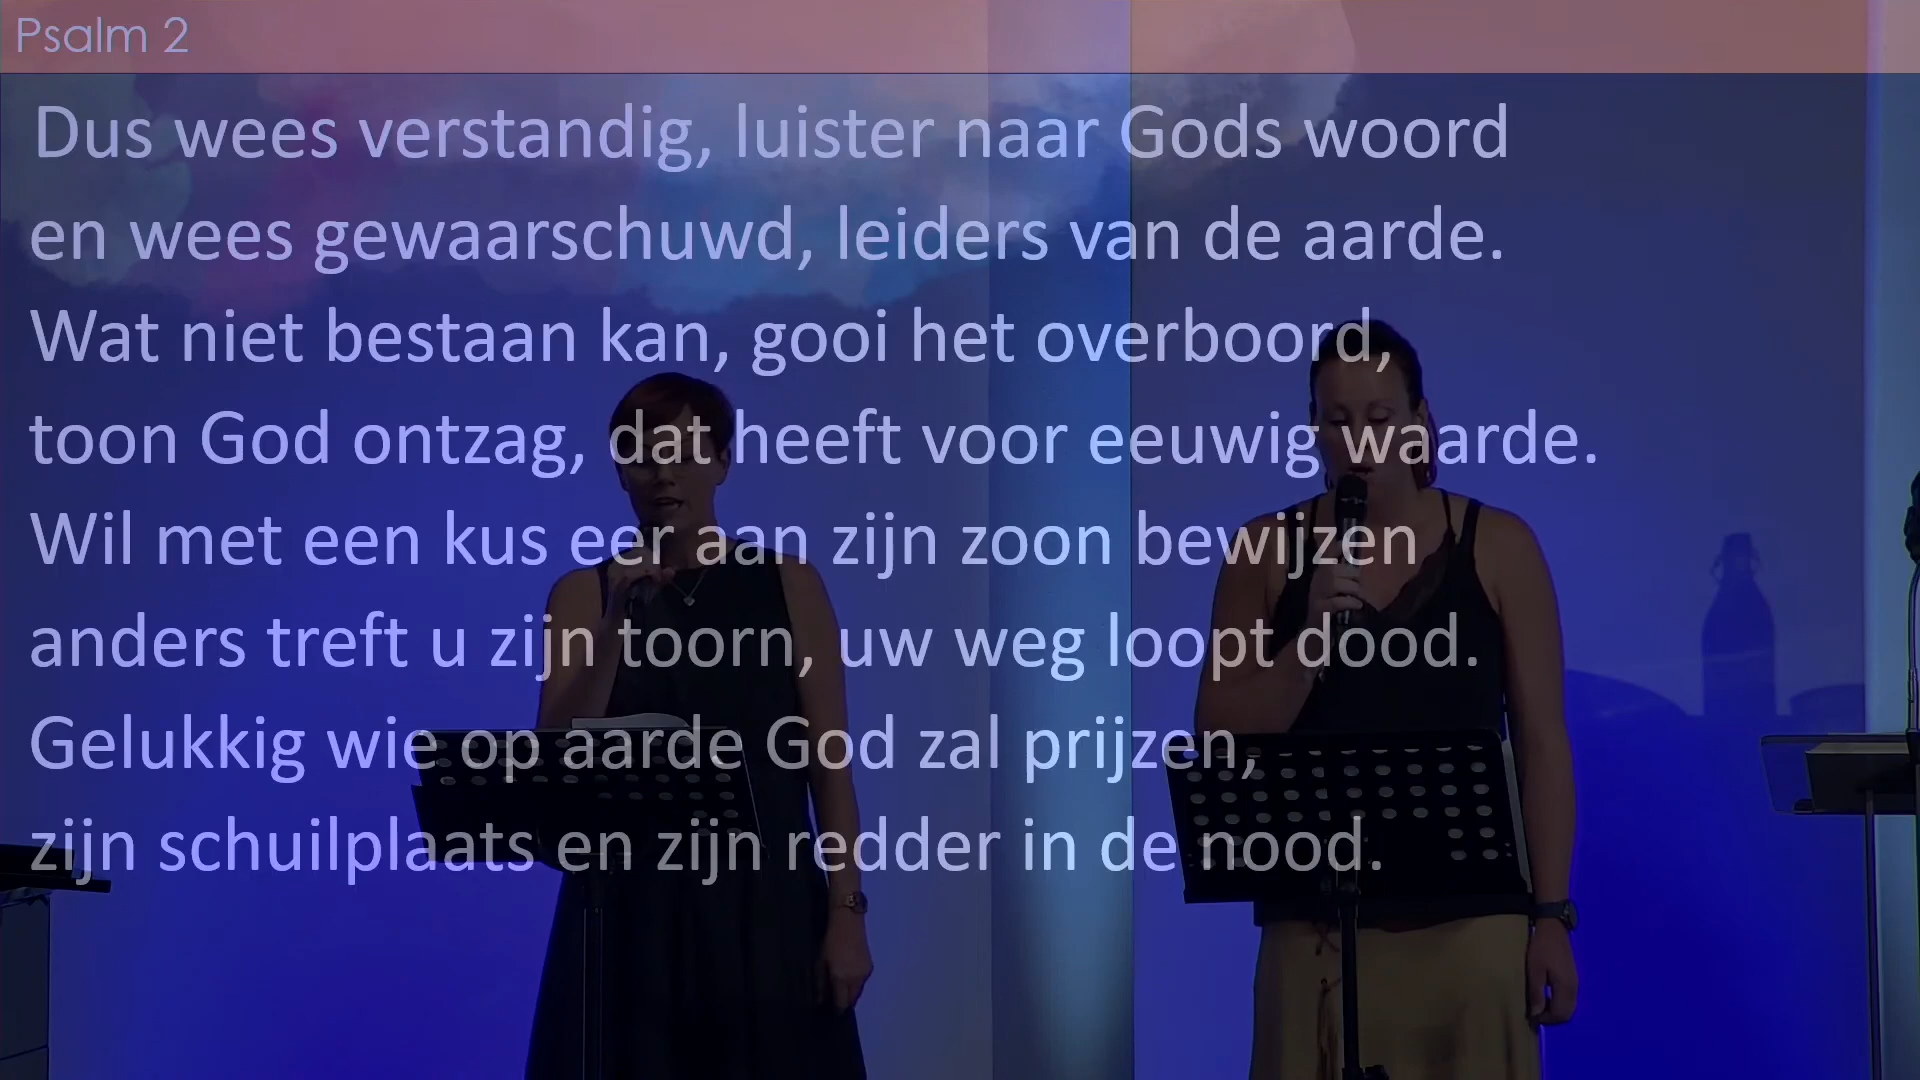 Psalm 2
Dus wees verstandig, luister naar Gods woord
en wees gewaarschuwd, leiders van de aarde.
Wat niet bestaan kan, gooi het overboord,
toon God ontzag, dat heeft voor eeuwig waarde.
Wil met een kus eer aan zijn zoon bewijzen
anders treft u zijn toorn, uw weg loopt dood.
Gelukkig wie op aarde God zal prijzen,
zijn schuilplaats en zijn redder in de nood.